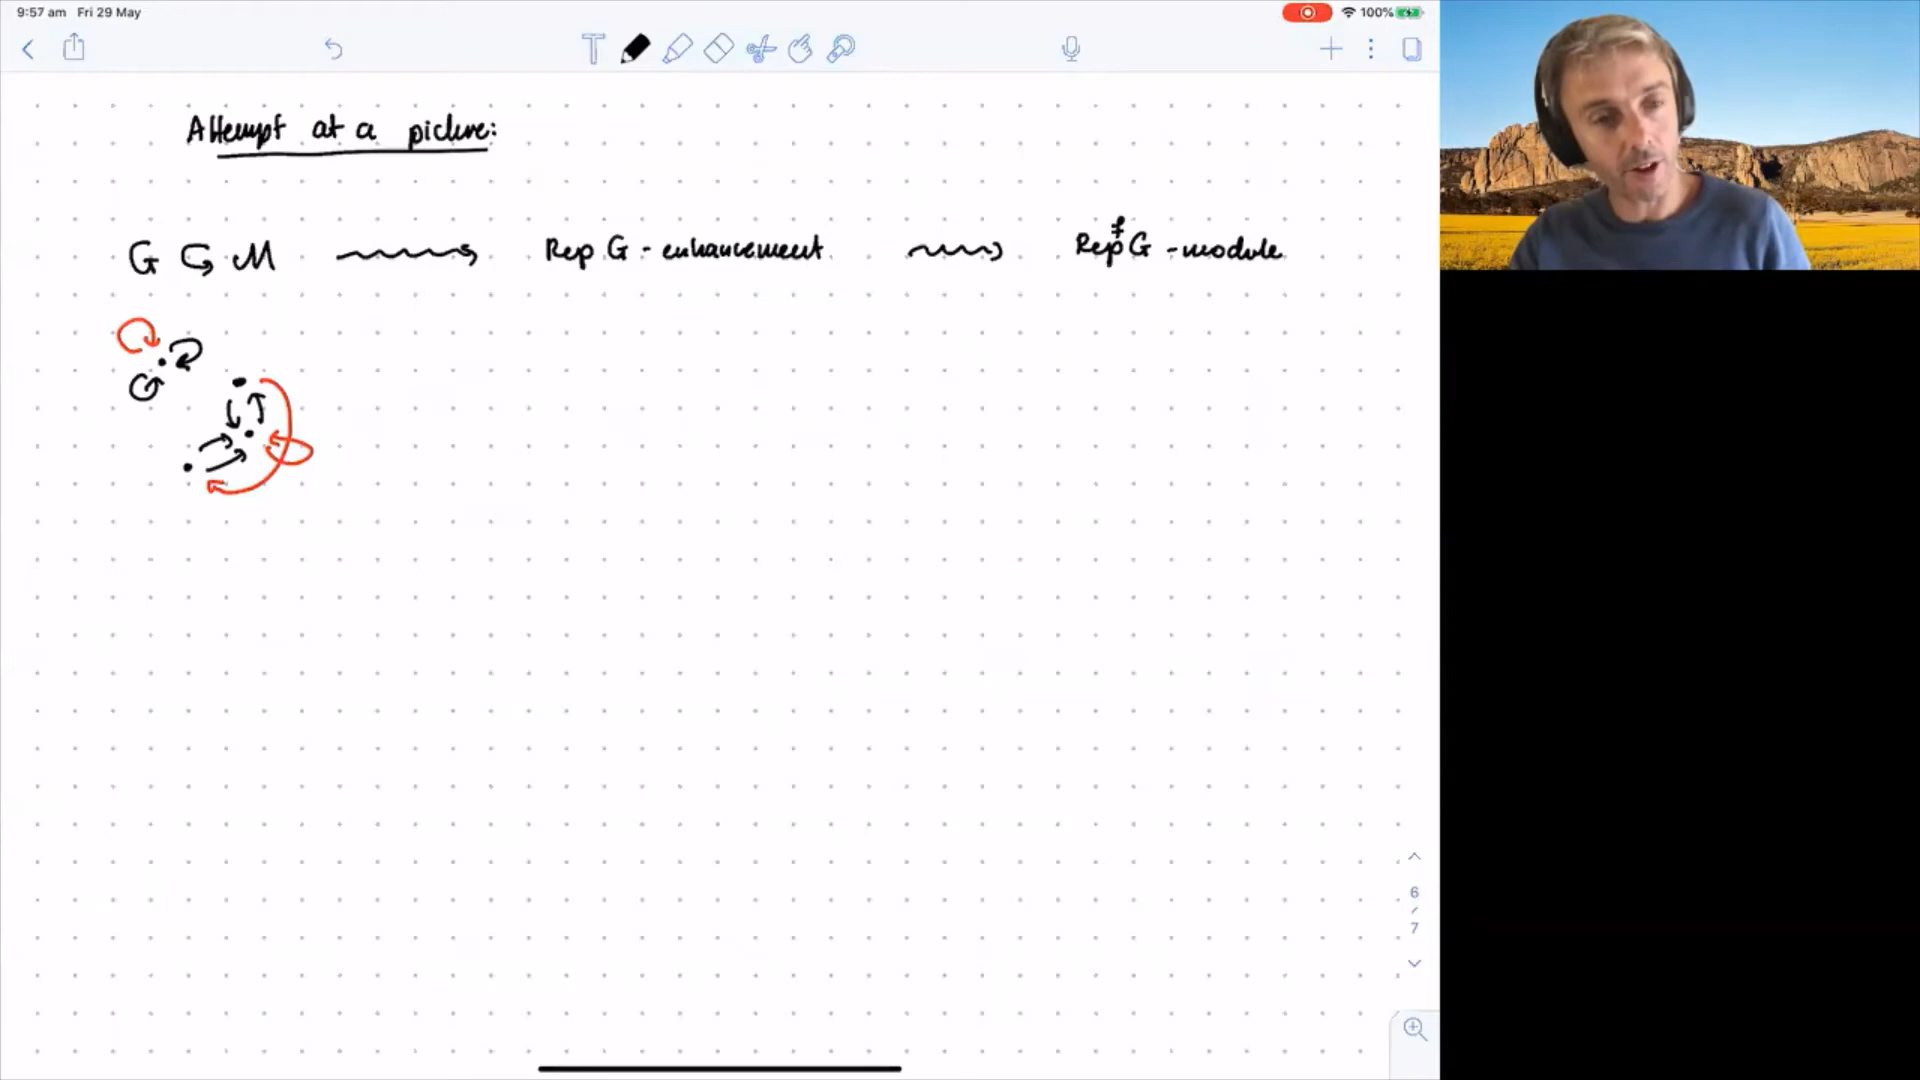 9:57 am Fri 29 May 100%
Attempt at a picture:
G ⤿ M ⟿ Rep G - enhancement ⟿ Rep^f G - module
6
/
7